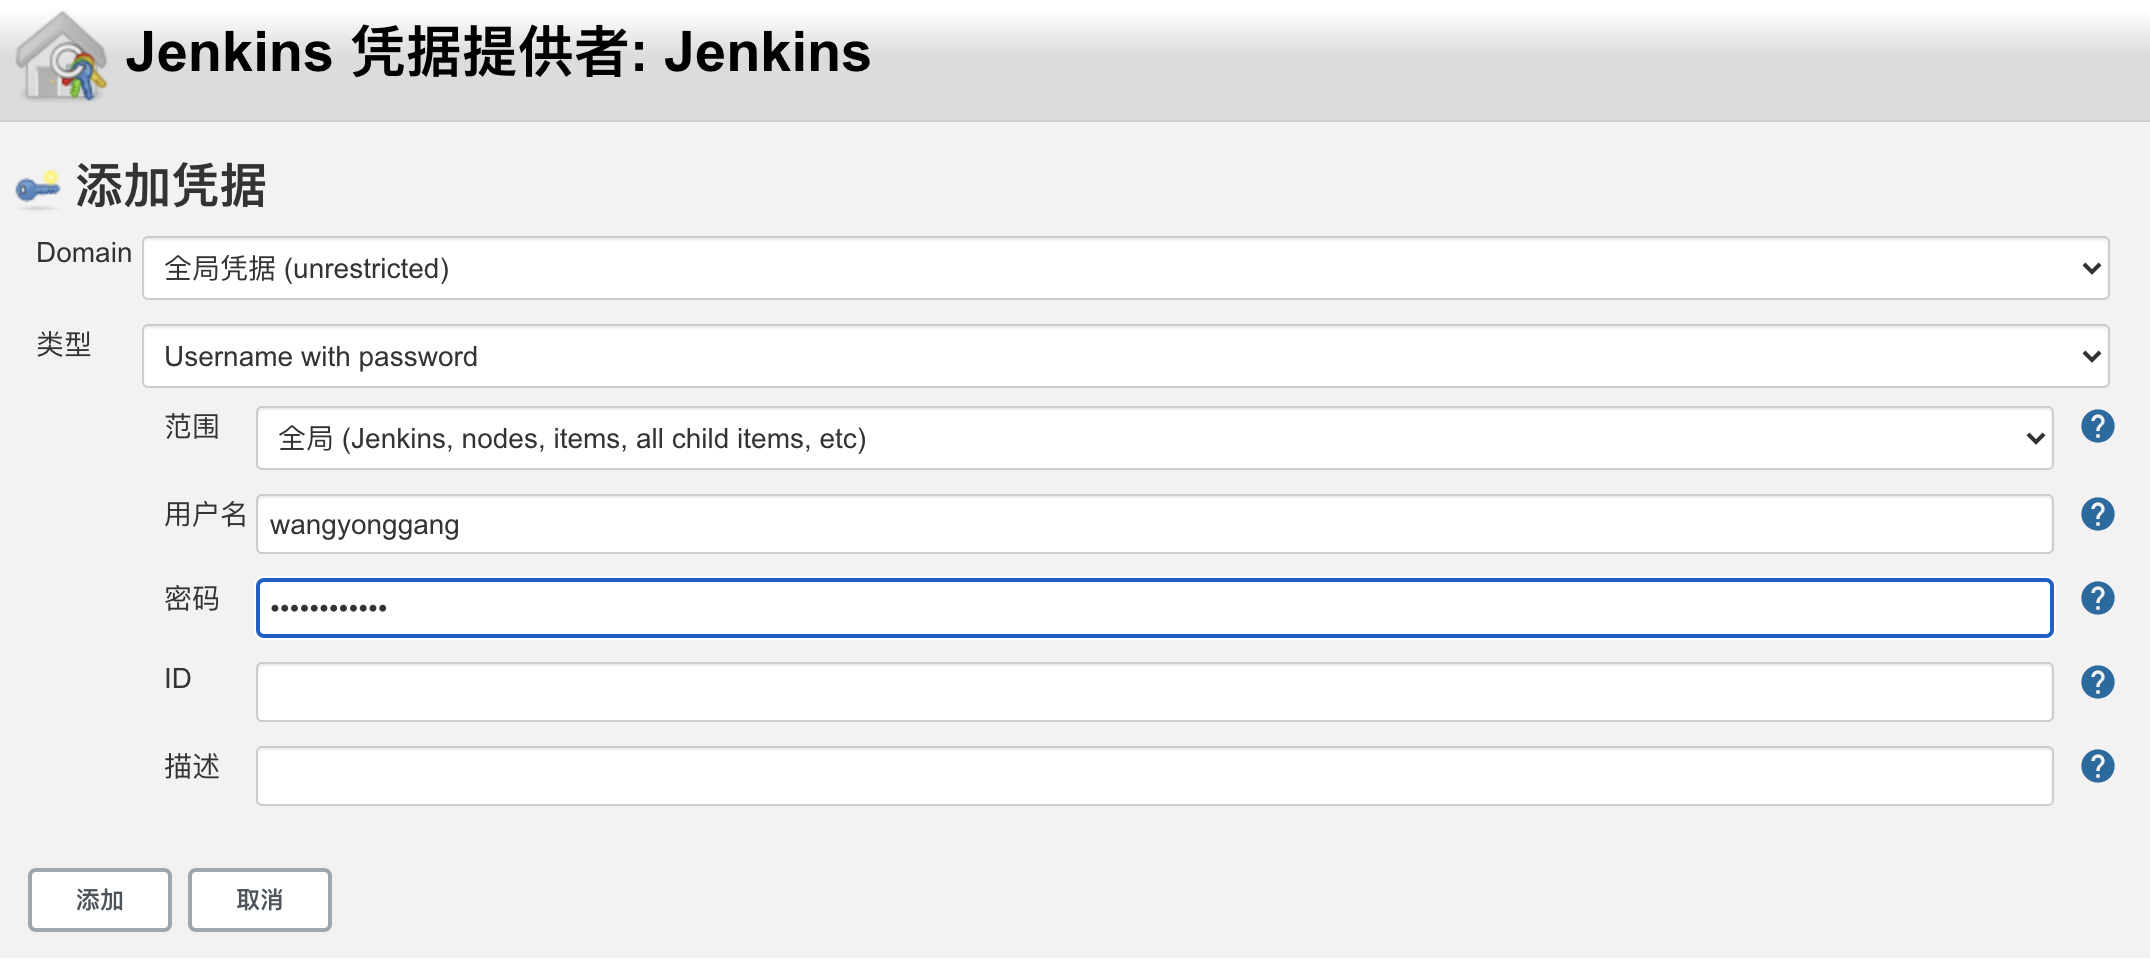 Jenkins 凭据提供者: Jenkins
添加凭据
Domain 全局凭据 (unrestricted)
类型 Username with password
范围 全局 (Jenkins, nodes, items, all child items, etc)
?
用户名 wangyonggang
?
密码 ••••••••••••
?
ID
?
描述
?
添加 取消